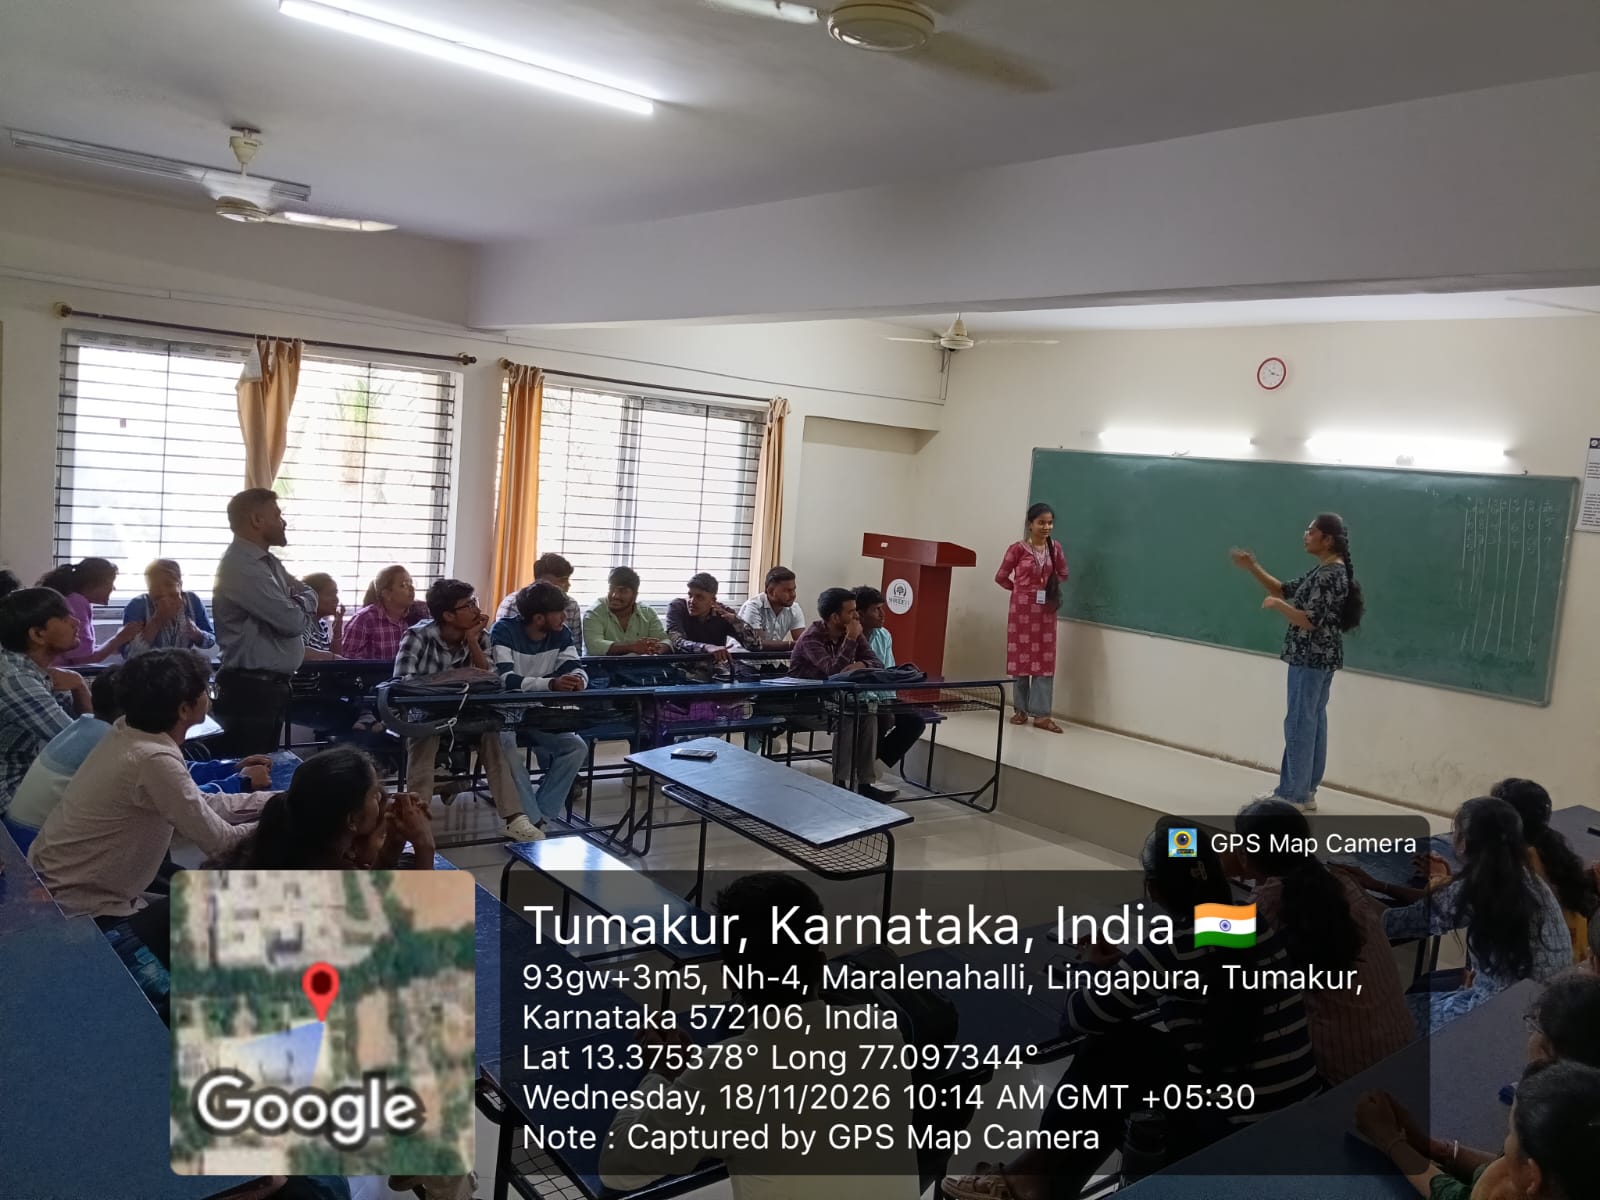 GPS Map Camera
Tumakur, Karnataka, India
93gw+3m5, Nh-4, Maralenahalli, Lingapura, Tumakur,
Karnataka 572106, India
Lat 13.375378° Long 77.097344°
Wednesday, 18/11/2026 10:14 AM GMT +05:30
Note : Captured by GPS Map Camera
Google